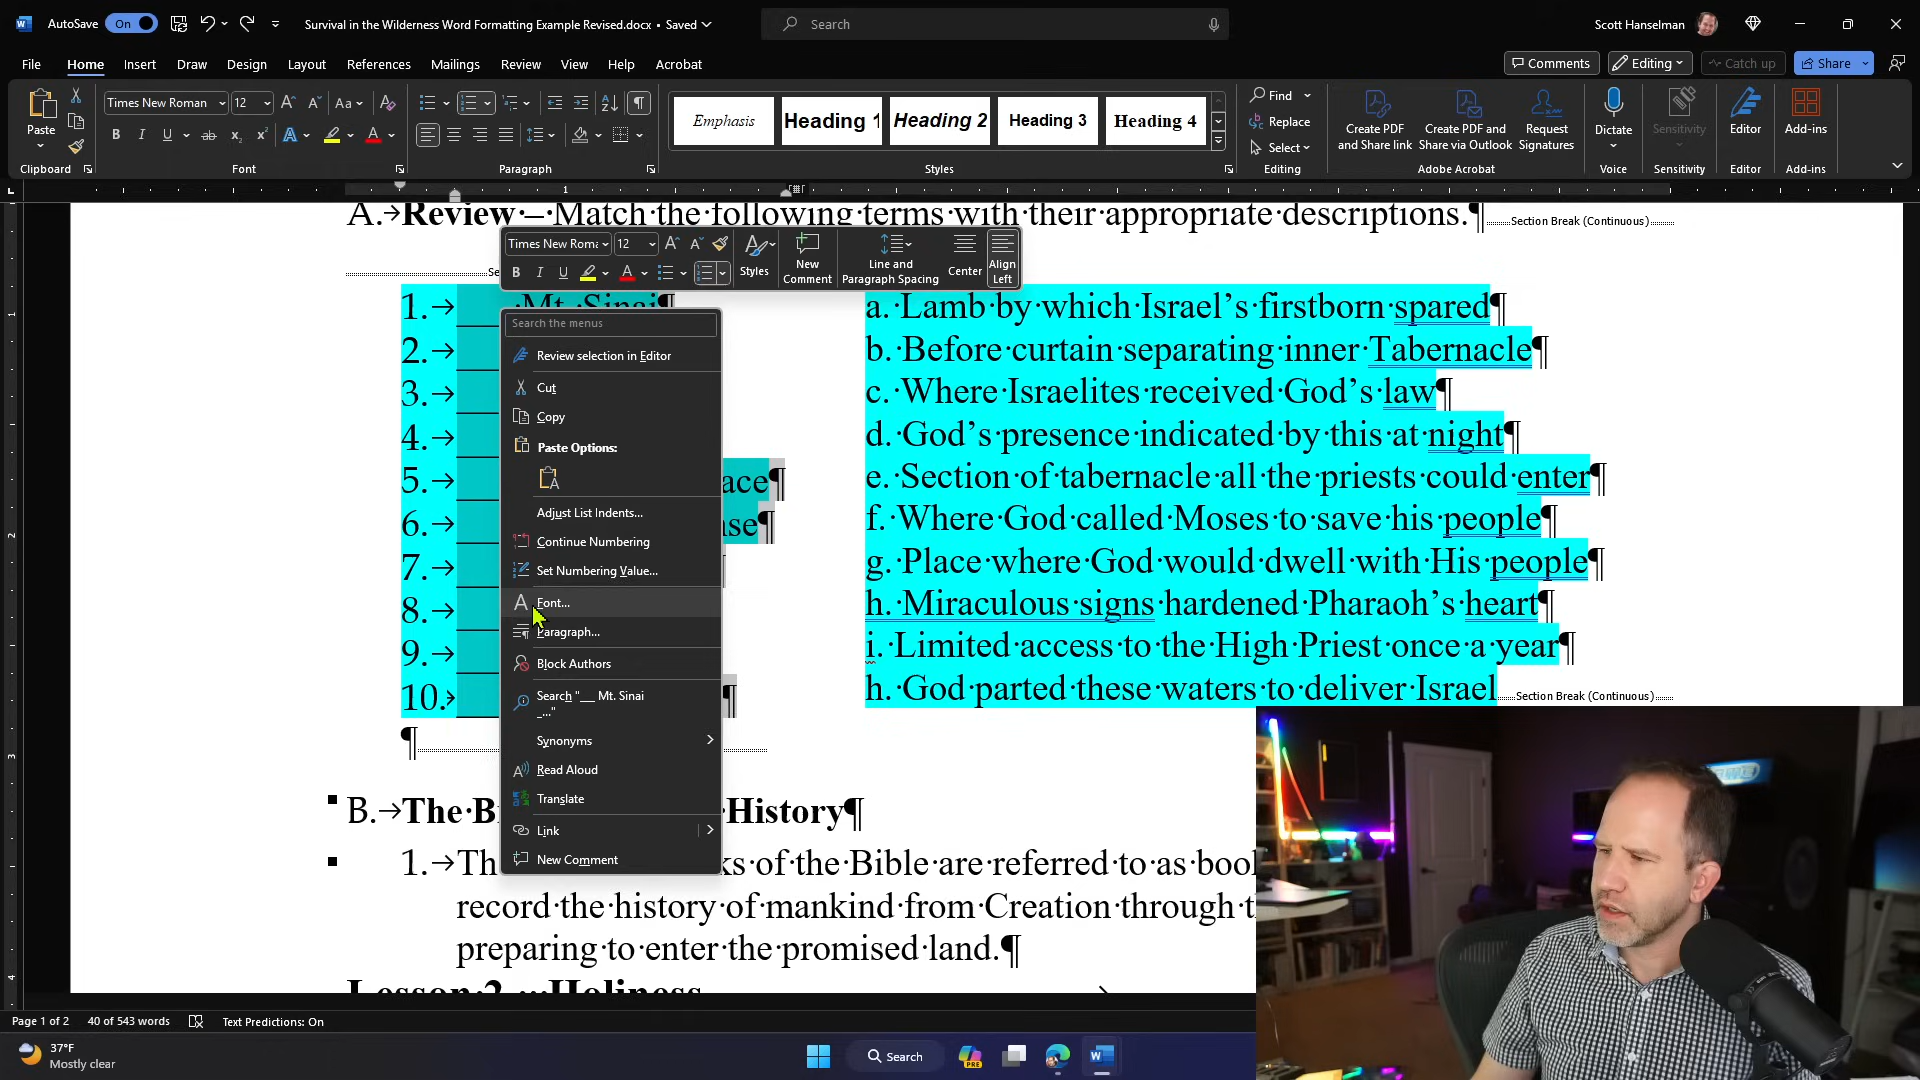 AutoSave On Survival in the Wilderness Word Formatting Example Revised.docx • Saved Search Scott Hanselman
File Home Insert Draw Design Layout References Mailings Review View Help Acrobat Comments Editing Catch up Share
Times New Roman 12 Aa
Paste
Emphasis Heading 1 Heading 2 Heading 3 Heading 4
Find
Replace
Select
Create PDF and Share link
Create PDF and Share via Outlook
Request Signatures
Dictate
Sensitivity
Editor
Add-ins
Clipboard Font Paragraph Styles Editing Adobe Acrobat Voice Sensitivity Editor Add-ins
1
A.→Review·–·Match·the·following·terms·with·their·appropriate·descriptions.¶ Section Break (Continuous)
Times New Roma 12
Styles
New Comment
Line and Paragraph Spacing
Center
Align Left
1.→ ·Mt.·Sinai¶
2.→
3.→
4.→
5.→ ace¶
6.→ nse¶
7.→
8.→
9.→
10.→ ¶
¶
Search the menus
Review selection in Editor
Cut
Copy
Paste Options:
Adjust List Indents...
Continue Numbering
Set Numbering Value...
Font...
Paragraph...
Block Authors
Search "___ Mt. Sinai
_..."
Synonyms
Read Aloud
Translate
Link
New Comment
a.·Lamb·by·which·Israel's·firstborn·spared¶
b.·Before·curtain·separating·inner·Tabernacle¶
c.·Where·Israelites·received·God's·law¶
d.·God's·presence·indicated·by·this·at·night¶
e.·Section·of·tabernacle·all·the·priests·could·enter¶
f.·Where·God·called·Moses·to·save·his·people¶
g.·Place·where·God·would·dwell·with·His·people¶
h.·Miraculous·signs·hardened·Pharaoh's·heart¶
i.·Limited·access·to·the·High·Priest·once·a·year¶
h.·God·parted·these·waters·to·deliver·Israel Section Break (Continuous)
B.→The·B History¶
1.→Th ks·of·the·Bible·are·referred·to·as·boo
record·the·history·of·mankind·from·Creation·through·t
preparing·to·enter·the·promised·land.¶
Lesson·2 Holiness
Page 1 of 2 40 of 543 words Text Predictions: On
37°F
Mostly clear
Search
PRE